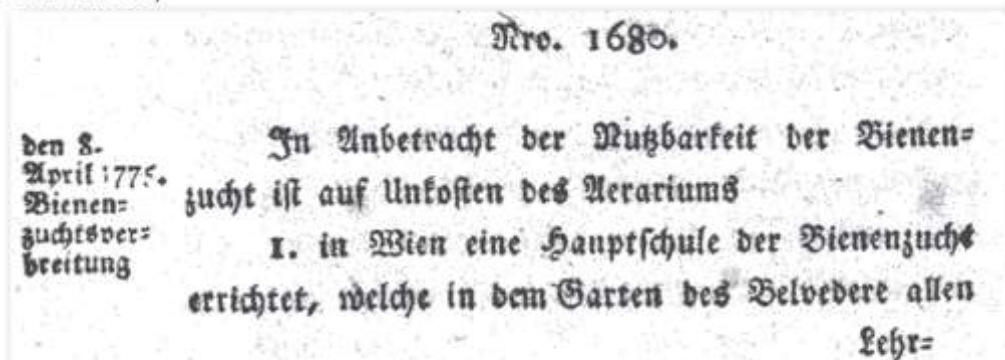 Nro. 1680.
den 8.
April 1775.
Bienen=
zuchtsver=
breitung
In Anbetracht der Nutzbarkeit der Bienen=
zucht ist auf Unkosten des Aerariums
1. in Wien eine Hauptschule der Bienenzucht
errichtet, welche in dem Garten des Belvedere allen
Lehr=